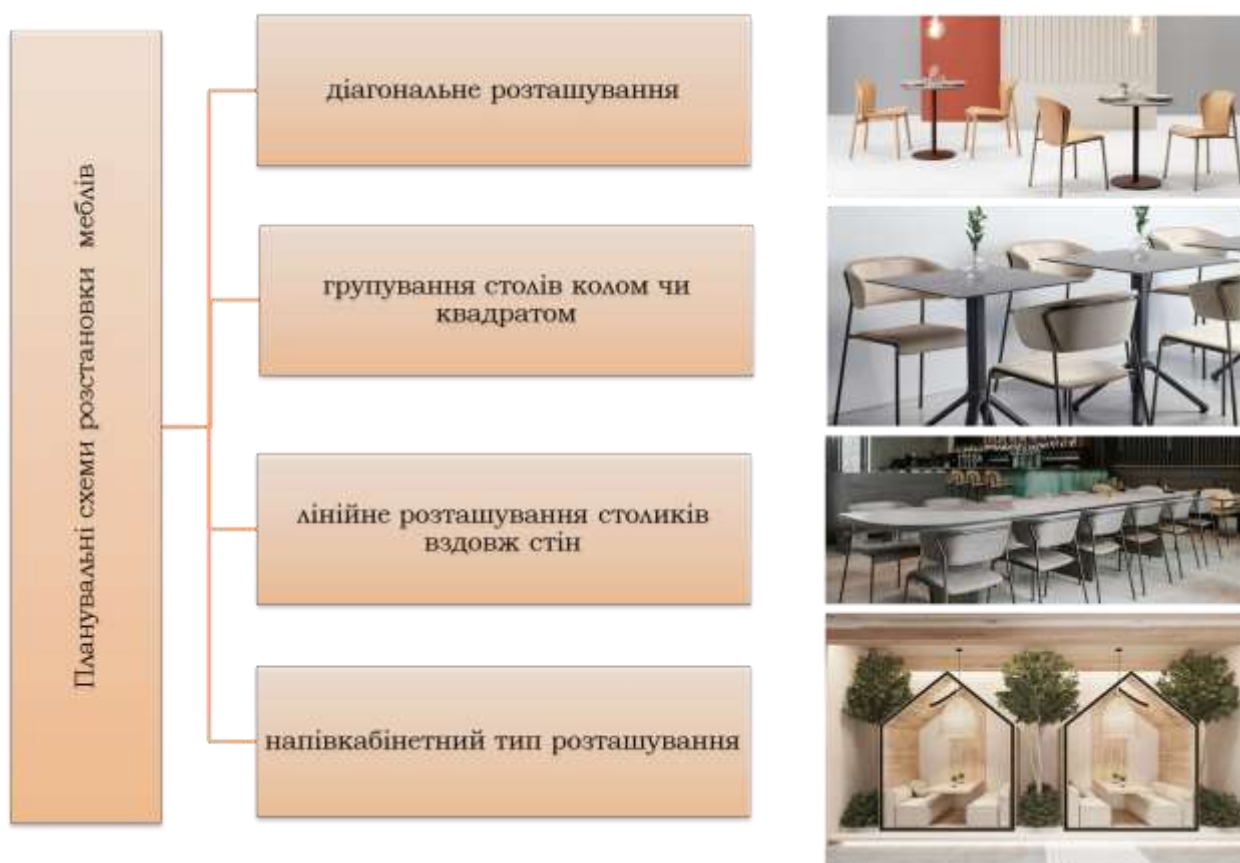 Планувальні схеми розстановки меблів
діагональне розташування
групування столів колом чи
квадратом
лінійне розташування столиків
вздовж стін
напівкабінетний тип розташування